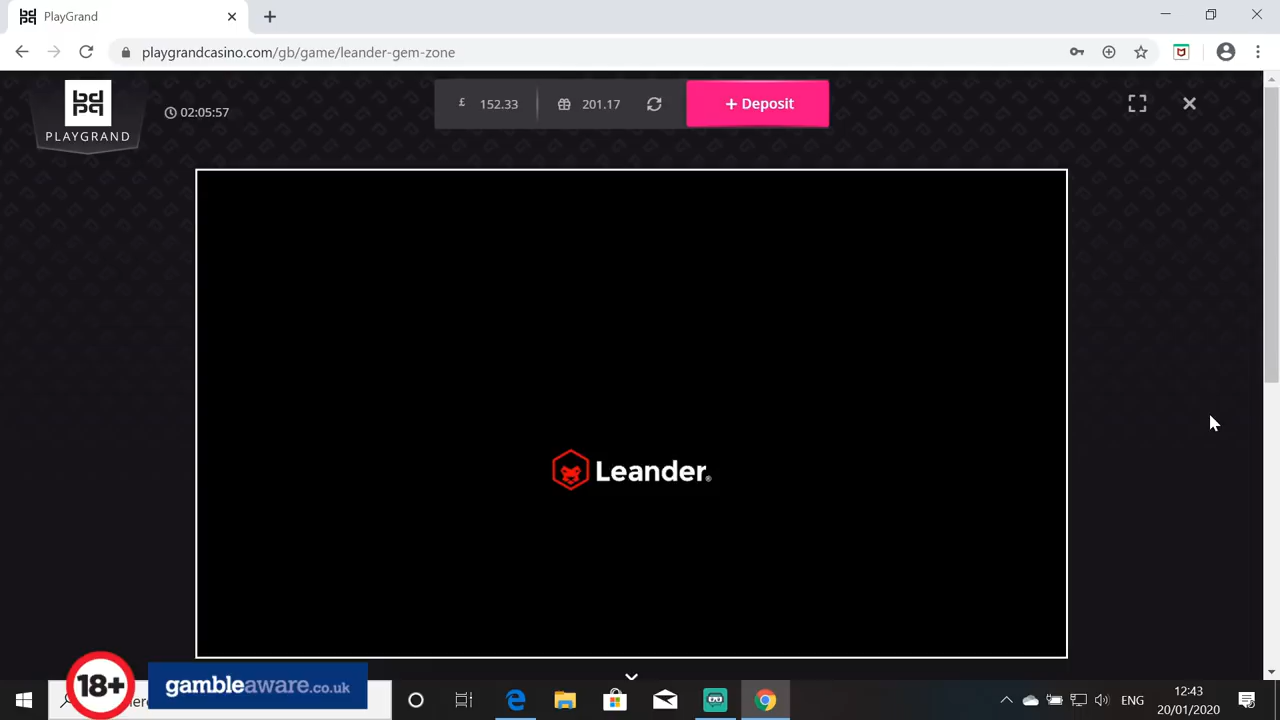 PlayGrand
playgrandcasino.com/gb/game/leander-gem-zone
PLAYGRAND
02:05:57
£ 152.33
201.17
+ Deposit
Leander®
18+
gambleaware.co.uk
ENG
12:43
20/01/2020